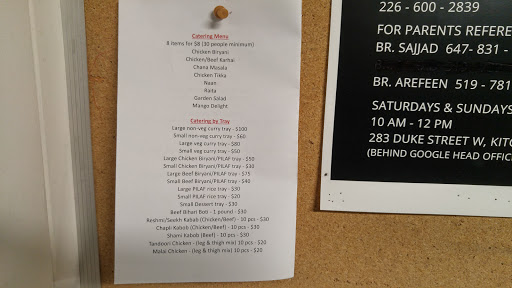 Catering Menu
8 items for $8 (30 people minimum)
Chicken Biryani
Chicken/Beef Karhai
Chana Masala
Chicken Tikka
Naan
Raita
Garden Salad
Mango Delight
Catering by Tray
Large non-veg curry tray - $100
Small non-veg curry tray - $60
Large veg curry tray - $80
Small veg curry tray - $50
Large Chicken Biryani/PILAF tray - $50
Small Chicken Biryani/PILAF tray - $30
Large Beef Biryani/PILAF tray - $75
Small Beef Biryani/PILAF tray - $40
Large PILAF rice tray - $30
Small PILAF rice tray - $20
Small Dessert tray - $30
Beef Bihari Boti - 1 pound - $30
Reshmi/Seekh Kabob (Chicken/Beef) - 10 pcs - $30
Chapli Kabob (Chicken/Beef) - 10 pcs - $30
Shami Kabob (Beef) - 10 pcs - $30
Tandoori Chicken - (leg & thigh mix) 10 pcs - $20
Malai Chicken - (leg & thigh mix) 10 pcs - $20
226 - 600 - 2839
FOR PARENTS REFERE
BR. SAJJAD 647- 831 -
BR. AREFEEN 519 - 781
SATURDAYS & SUNDAYS
10 AM - 12 PM
283 DUKE STREET W, KITC
(BEHIND GOOGLE HEAD OFFIC